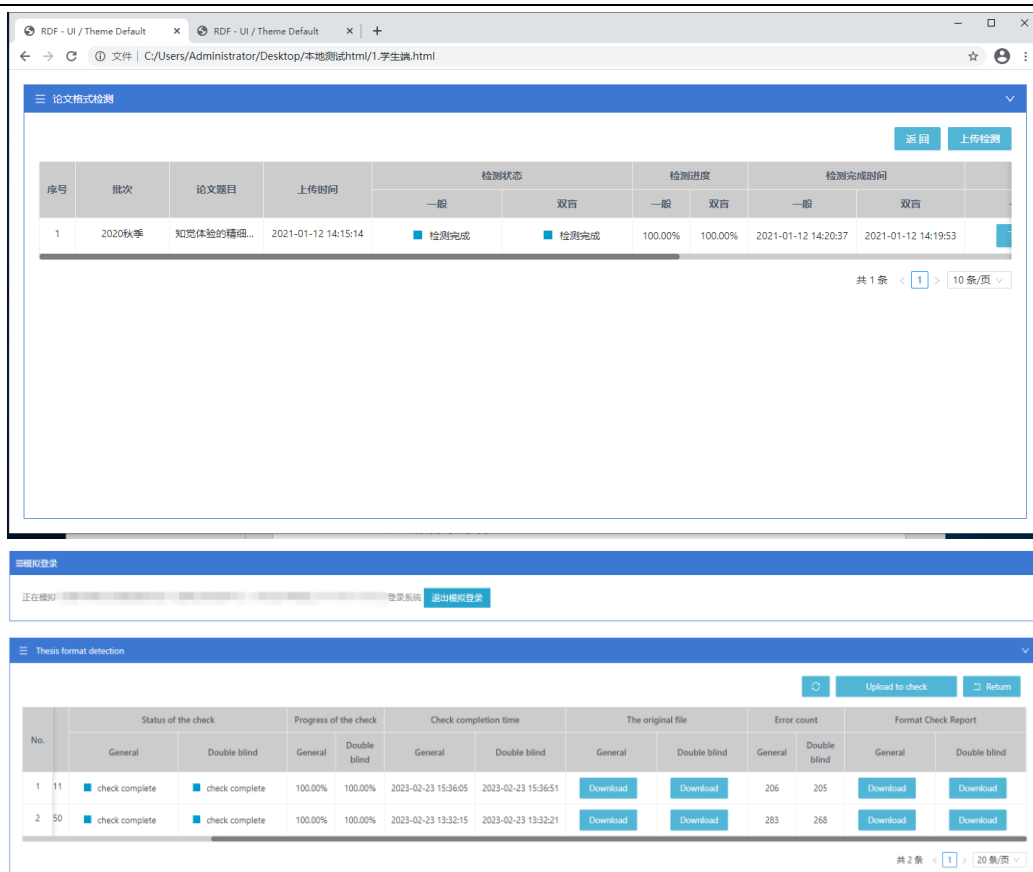 RDF - UI / Theme Default × RDF - UI / Theme Default × +
文件 | C:/Users/Administrator/Desktop/本地测试html/1.学生端.html
论文格式检测
返回 上传检测
序号 批次 论文题目 上传时间 检测状态 检测进度 检测完成时间
一般 双盲 一般 双盲 一般 双盲
1 2020秋季 知觉体验的精细... 2021-01-12 14:15:14 检测完成 检测完成 100.00% 100.00% 2021-01-12 14:20:37 2021-01-12 14:19:53
共 1 条 < 1 > 10 条/页
模拟登录
正在模拟 登录系统 退出模拟登录
Thesis format detection
Upload to check Return
No. Status of the check Progress of the check Check completion time The original file Error count Format Check Report
General Double blind General Double blind General Double blind General Double blind General Double blind General Double blind
1 11 check complete check complete 100.00% 100.00% 2023-02-23 15:36:05 2023-02-23 15:36:51 Download Download 206 205 Download Download
2 50 check complete check complete 100.00% 100.00% 2023-02-23 13:32:15 2023-02-23 13:32:21 Download Download 283 268 Download Download
共 2 条 < 1 > 20 条/页